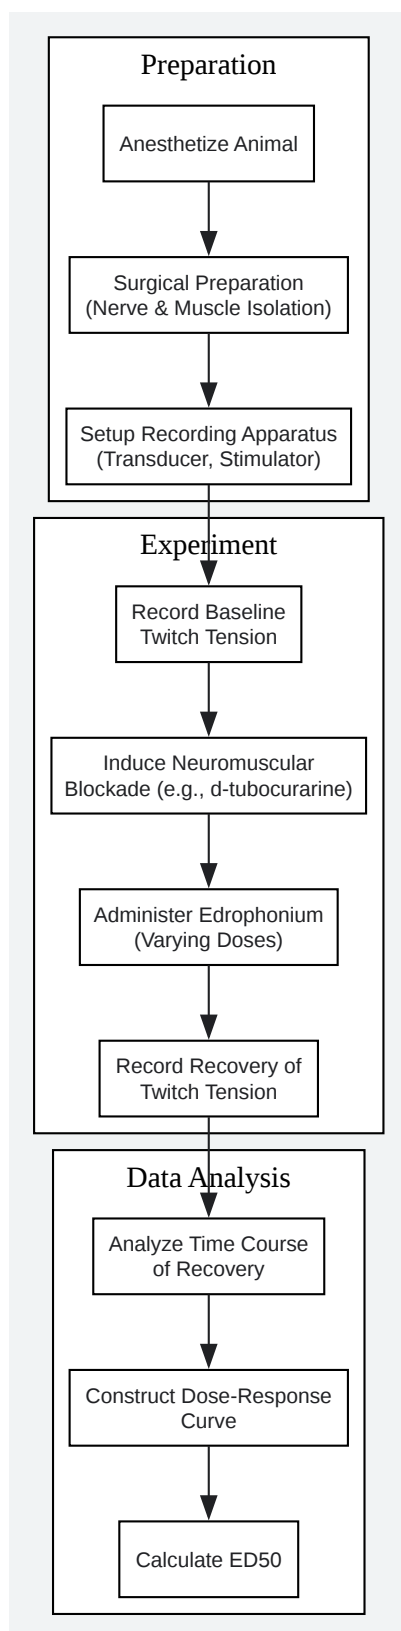 Preparation
Anesthetize Animal
Surgical Preparation
(Nerve & Muscle Isolation)
Setup Recording Apparatus
(Transducer, Stimulator)
Experiment
Record Baseline
Twitch Tension
Induce Neuromuscular
Blockade (e.g., d-tubocurarine)
Administer Edrophonium
(Varying Doses)
Record Recovery of
Twitch Tension
Data Analysis
Analyze Time Course
of Recovery
Construct Dose-Response
Curve
Calculate ED50